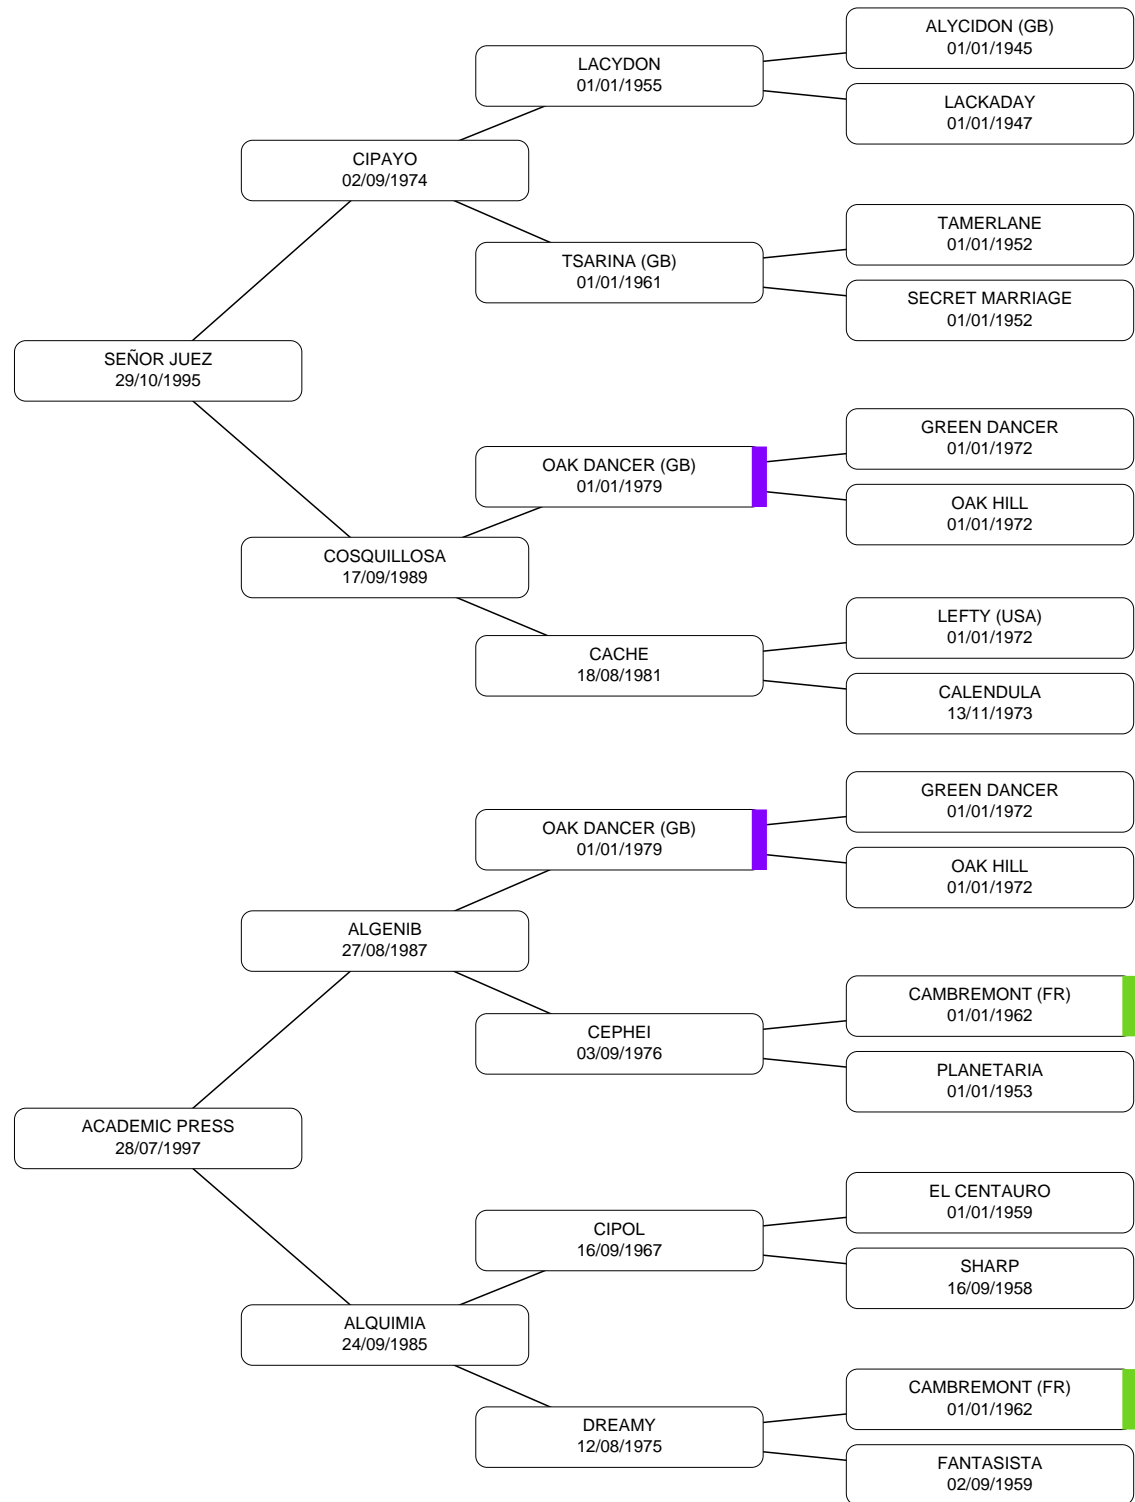 ALYCIDON (GB)
01/01/1945
LACYDON
01/01/1955
LACKADAY
01/01/1947
CIPAYO
02/09/1974
TAMERLANE
01/01/1952
TSARINA (GB)
01/01/1961
SECRET MARRIAGE
01/01/1952
SEÑOR JUEZ
29/10/1995
GREEN DANCER
01/01/1972
OAK DANCER (GB)
01/01/1979
OAK HILL
01/01/1972
COSQUILLOSA
17/09/1989
LEFTY (USA)
01/01/1972
CACHE
18/08/1981
CALENDULA
13/11/1973
GREEN DANCER
01/01/1972
OAK DANCER (GB)
01/01/1979
OAK HILL
01/01/1972
ALGENIB
27/08/1987
CAMBREMONT (FR)
01/01/1962
CEPHEI
03/09/1976
PLANETARIA
01/01/1953
ACADEMIC PRESS
28/07/1997
EL CENTAURO
01/01/1959
CIPOL
16/09/1967
SHARP
16/09/1958
ALQUIMIA
24/09/1985
CAMBREMONT (FR)
01/01/1962
DREAMY
12/08/1975
FANTASISTA
02/09/1959